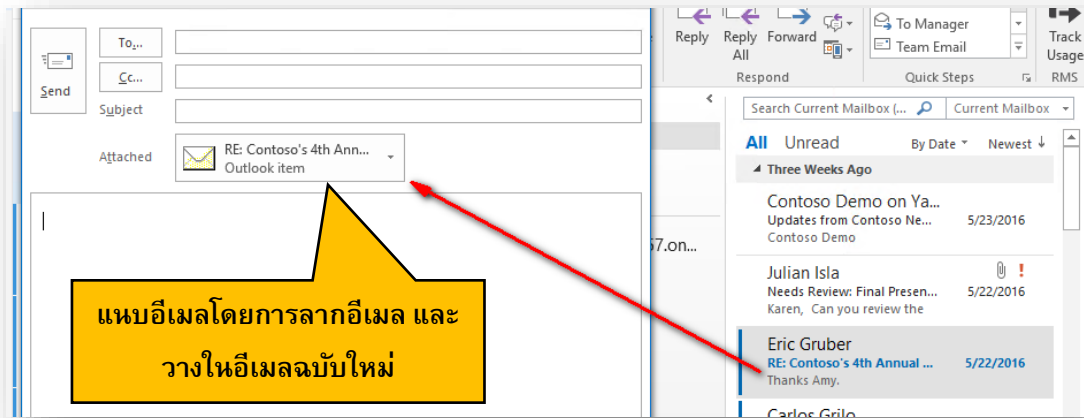 Send
To...
Cc...
Subject
Attached
RE: Contoso's 4th Ann...
Outlook item
แนบอีเมลโดยการลากอีเมล และ
วางในอีเมลฉบับใหม่
Reply
Reply All
Forward
Respond
To Manager
Team Email
Quick Steps
Track Usage
RMS
Search Current Mailbox (...
Current Mailbox
All Unread By Date Newest
Three Weeks Ago
Contoso Demo on Ya...
Updates from Contoso Ne... 5/23/2016
Contoso Demo
Julian Isla
Needs Review: Final Presen... 5/22/2016
Karen, Can you review the
Eric Gruber
RE: Contoso's 4th Annual ... 5/22/2016
Thanks Amy.
Carlos Grilo
7.on...